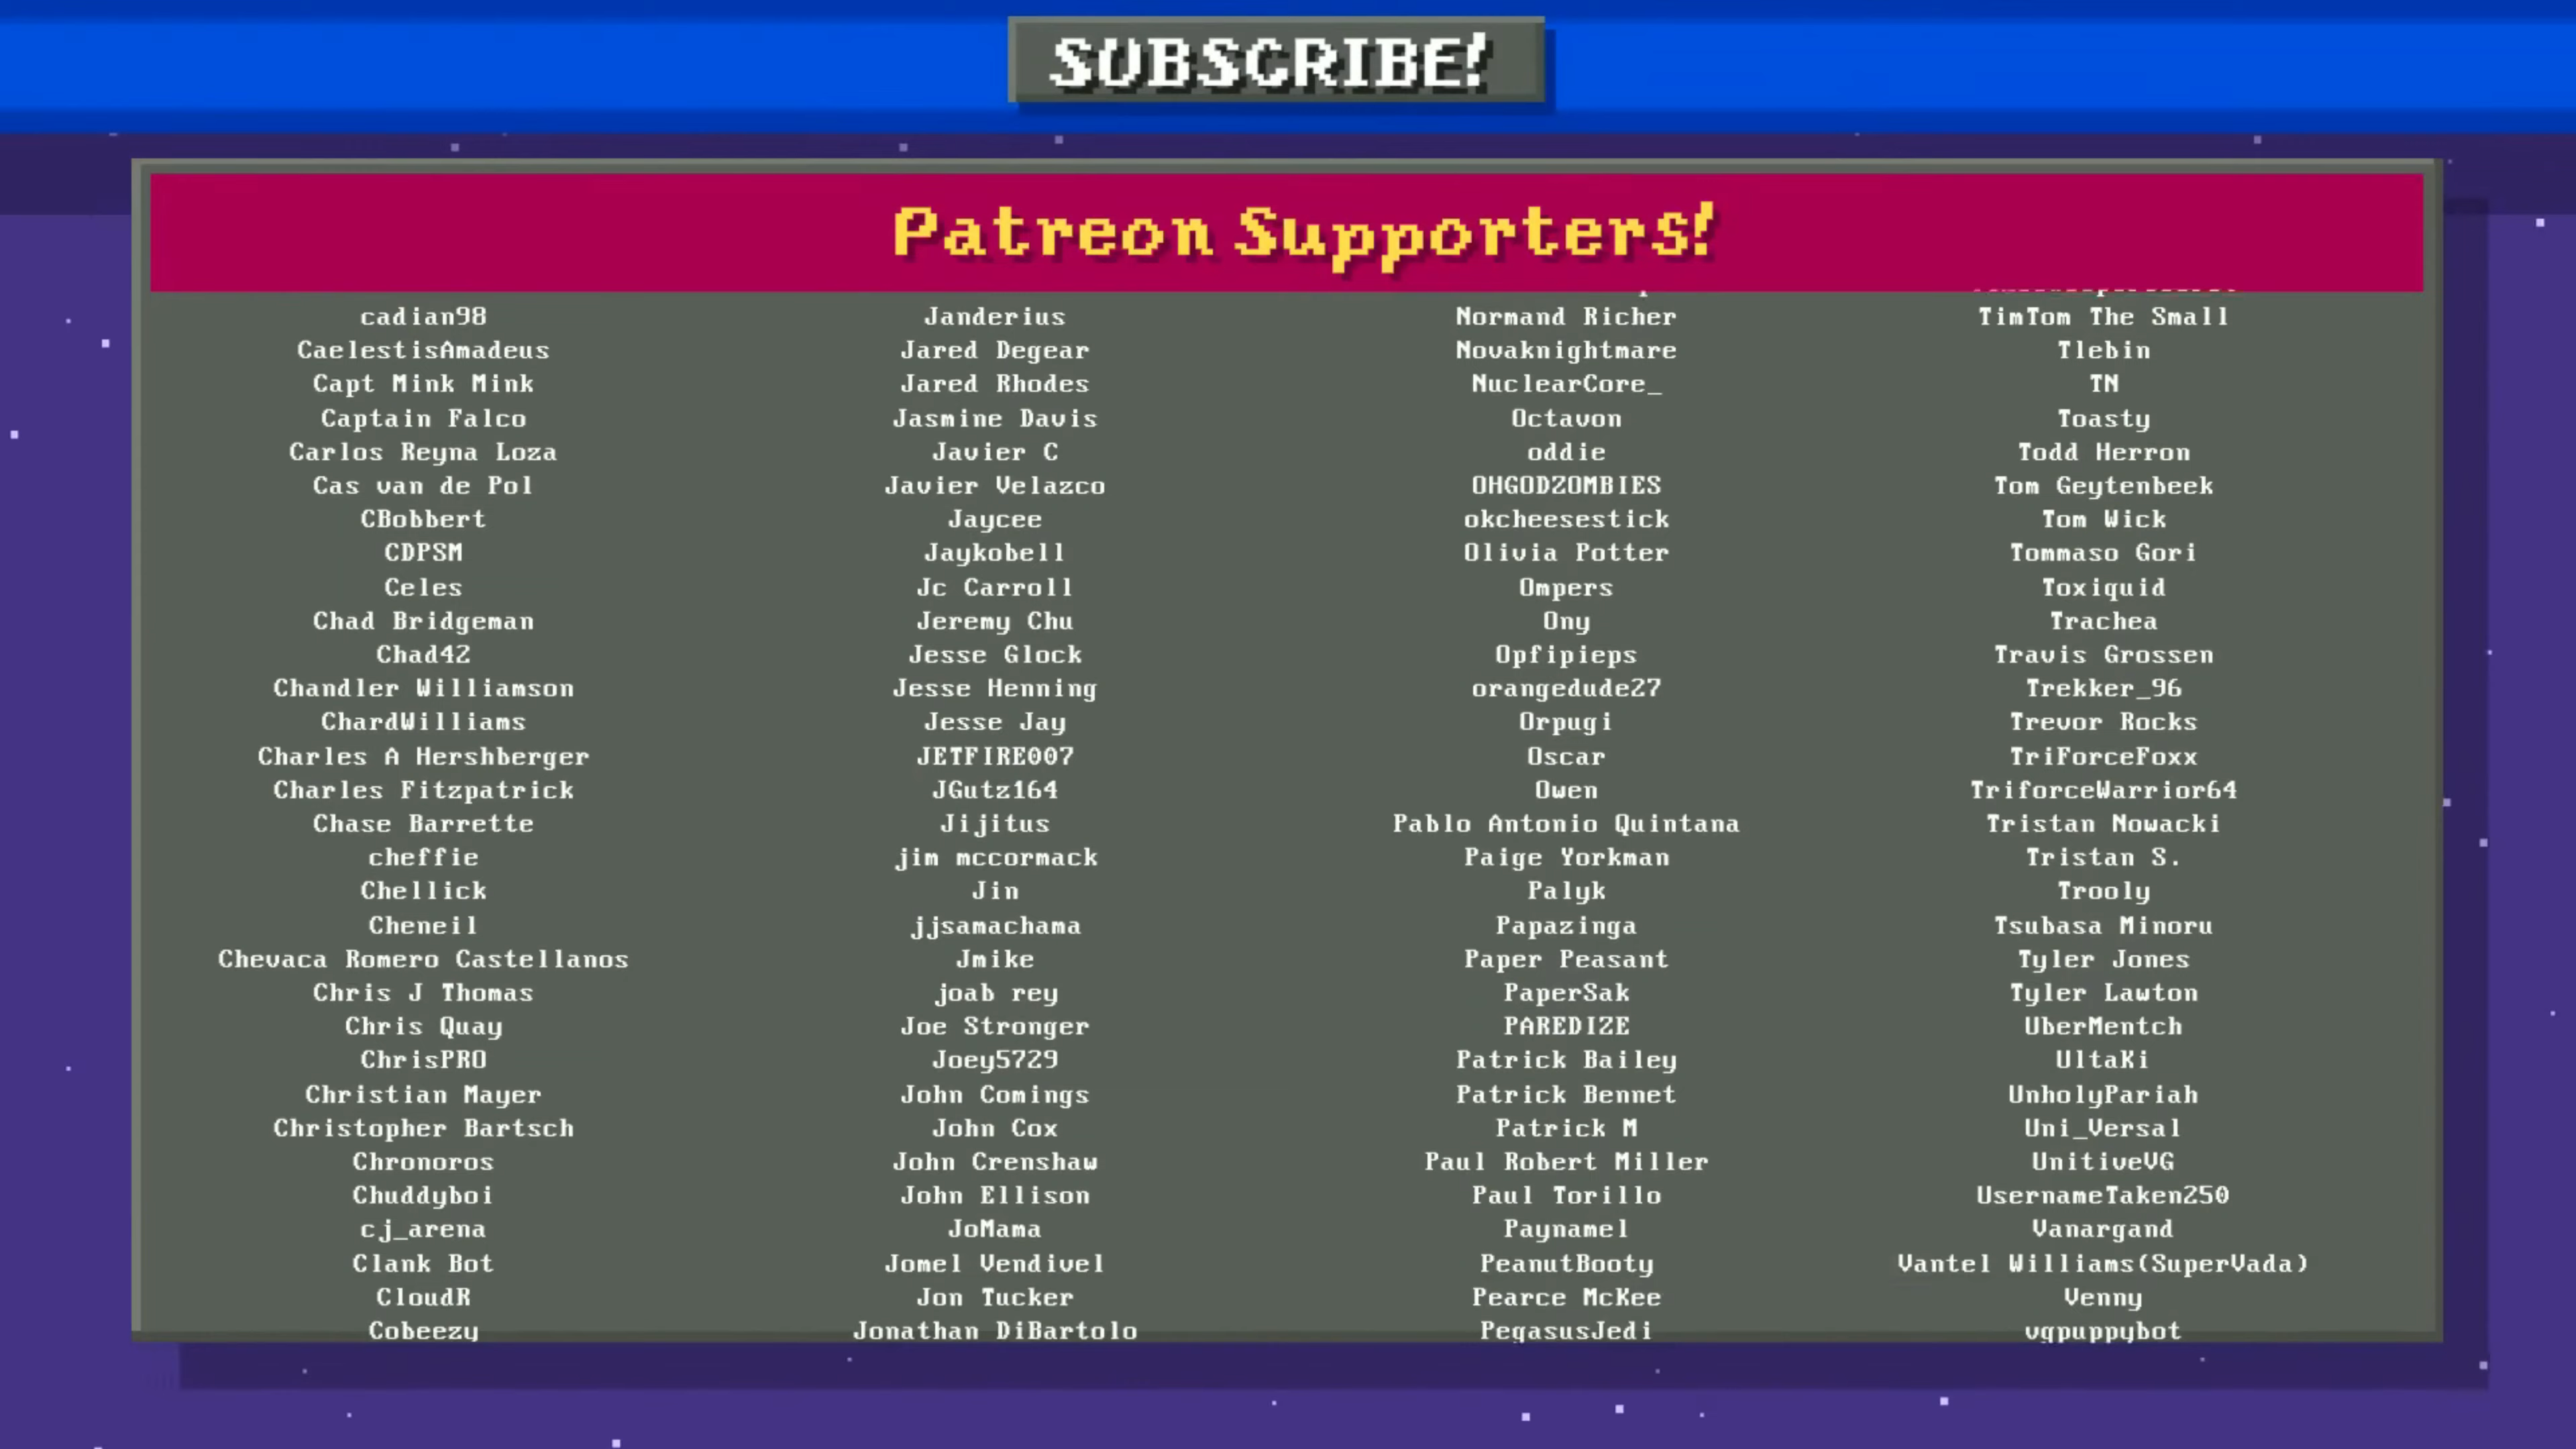 SUBSCRIBE!
Patreon Supporters!
cadian98
CaelestisAmadeus
Capt Mink Mink
Captain Falco
Carlos Reyna Loza
Cas van de Pol
CBobbert
CDPSM
Celes
Chad Bridgeman
Chad42
Chandler Williamson
ChardWilliams
Charles A Hershberger
Charles Fitzpatrick
Chase Barrette
cheffie
Chellick
Cheneil
Chevaca Romero Castellanos
Chris J Thomas
Chris Quay
ChrisPRO
Christian Mayer
Christopher Bartsch
Chronoros
Chuddyboi
cj_arena
Clank Bot
CloudR
Cobeezy
Janderius
Jared Degear
Jared Rhodes
Jasmine Davis
Javier C
Javier Velazco
Jaycee
Jaykobell
Jc Carroll
Jeremy Chu
Jesse Glock
Jesse Henning
Jesse Jay
JETFIRE007
JGutz164
Jijitus
jim mccormack
Jin
jjsamachama
Jmike
joab rey
Joe Stronger
Joey5729
John Comings
John Cox
John Crenshaw
John Ellison
JoMama
Jomel Vendivel
Jon Tucker
Jonathan DiBartolo
Normand Richer
Novaknightmare
NuclearCore_
Octavon
oddie
OHGODZOMBIES
okcheesestick
Olivia Potter
Ompers
Ony
Opfipieps
orangedude27
Orpugi
Oscar
Owen
Pablo Antonio Quintana
Paige Yorkman
Palyk
Papazinga
Paper Peasant
PaperSak
PAREDIZE
Patrick Bailey
Patrick Bennet
Patrick M
Paul Robert Miller
Paul Torillo
Paynamel
PeanutBooty
Pearce McKee
PegasusJedi
TimTom The Small
Tlebin
TN
Toasty
Todd Herron
Tom Geytenbeek
Tom Wick
Tommaso Gori
Toxiquid
Trachea
Travis Grossen
Trekker_96
Trevor Rocks
TriForceFoxx
TriforceWarrior64
Tristan Nowacki
Tristan S.
Trooly
Tsubasa Minoru
Tyler Jones
Tyler Lawton
UberMentch
UltaKi
UnholyPariah
Uni_Versal
UnitiveVG
UsernameTaken250
Vanargand
Vantel Williams(SuperVada)
Venny
vgpuppybot